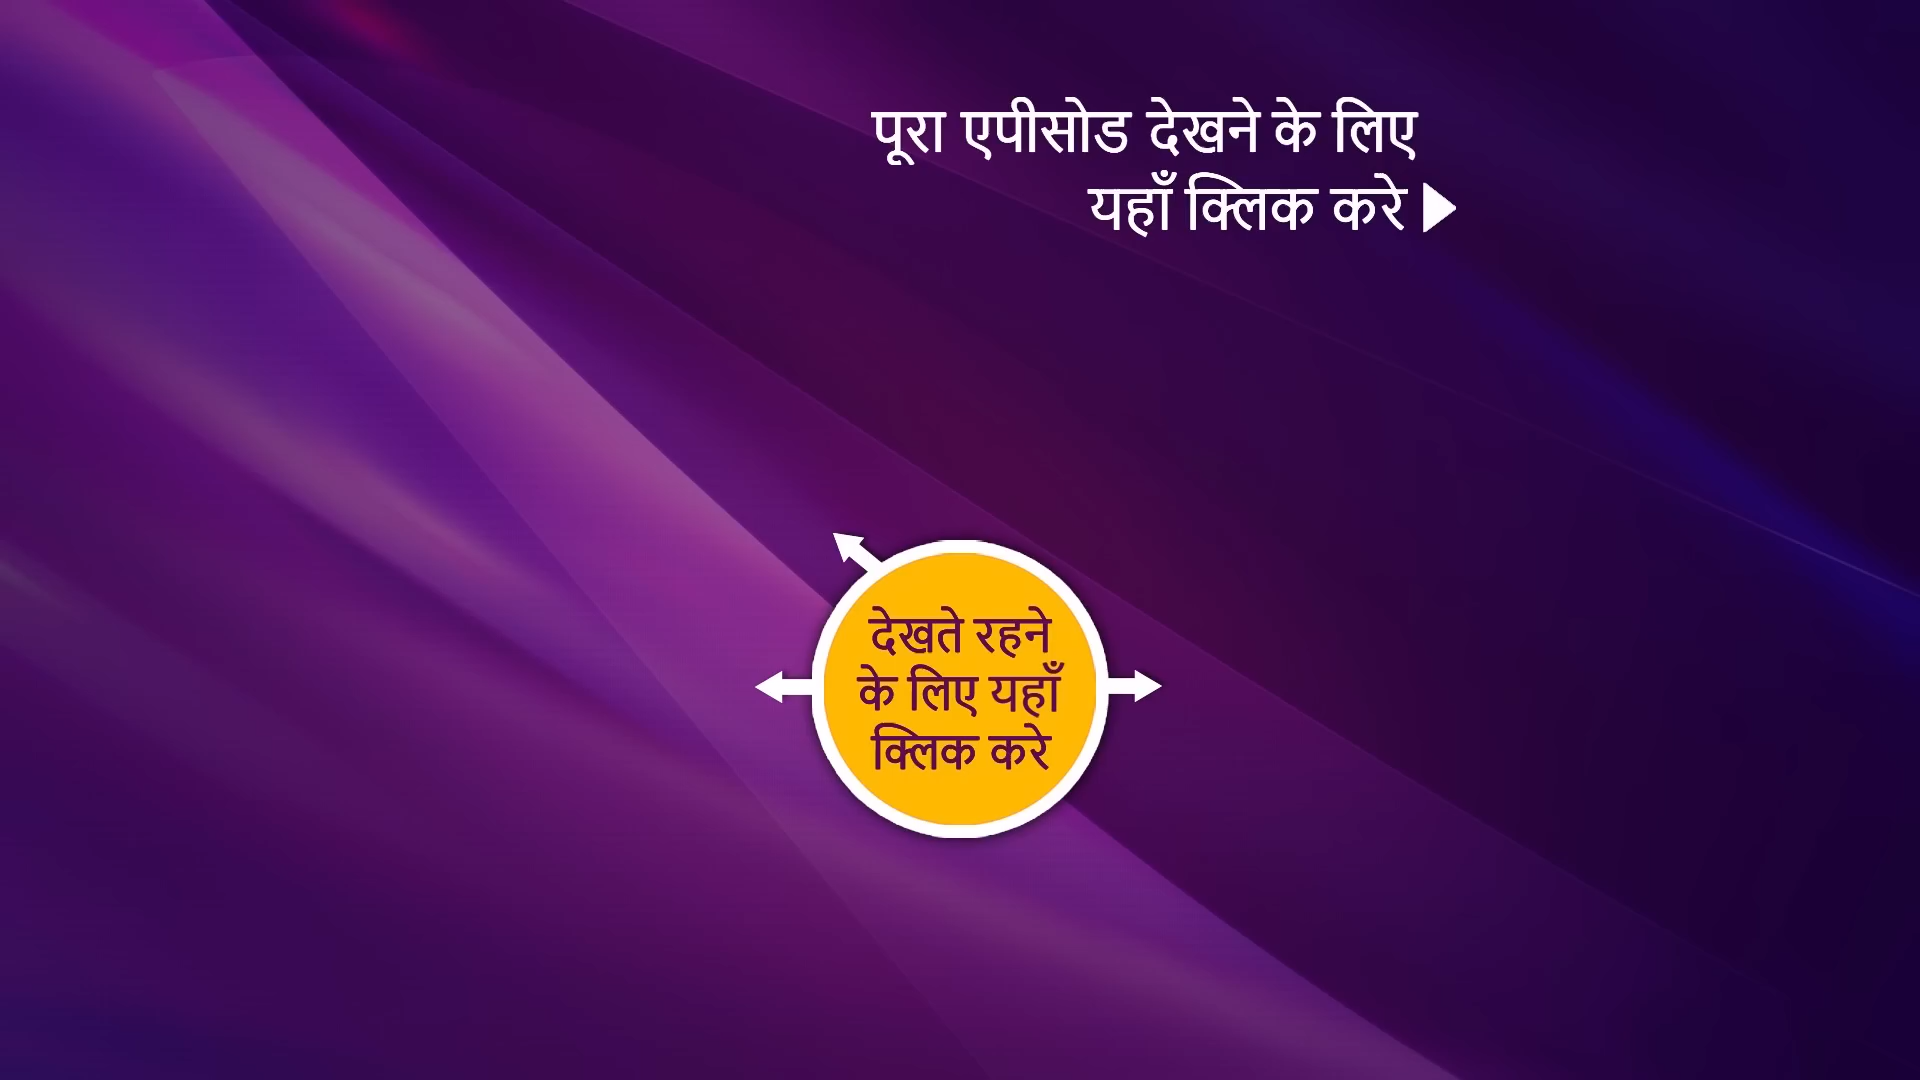 पूरा एपीसोड देखने के लिए
यहाँ क्लिक करे
देखते रहने
के लिए यहाँ
क्लिक करे